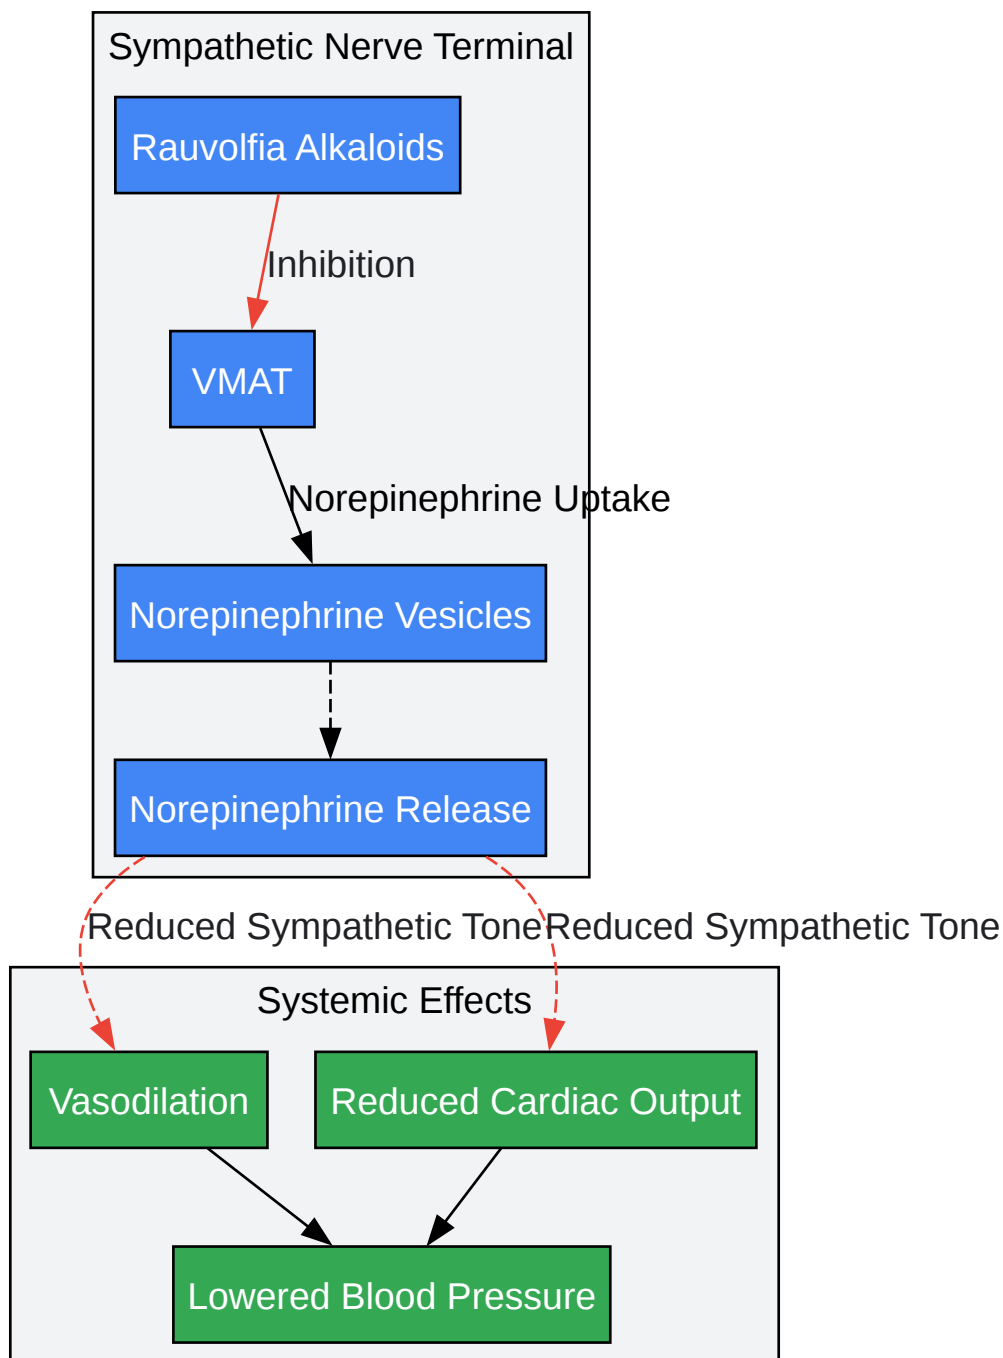 Sympathetic Nerve Terminal
Rauvolfia Alkaloids
Inhibition
VMAT
Norepinephrine Uptake
Norepinephrine Vesicles
Norepinephrine Release
Reduced Sympathetic Tone
Reduced Sympathetic Tone
Systemic Effects
Vasodilation
Reduced Cardiac Output
Lowered Blood Pressure